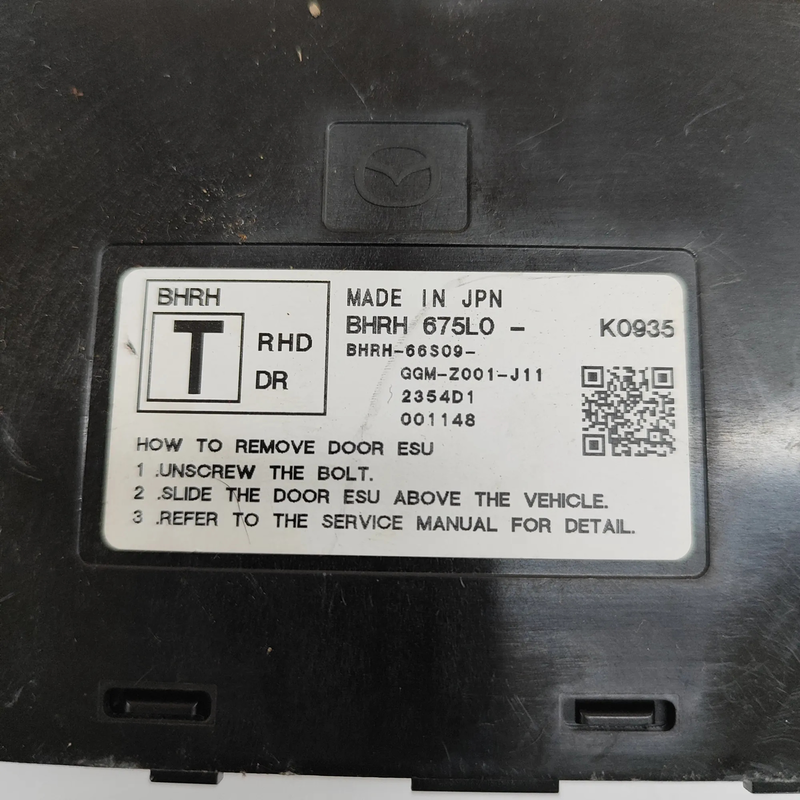 BHRH
T
RHD
DR
MADE IN JPN
BHRH 675L0 - K0935
BHRH-66S09-
GGM-Z001-J11
2354D1
001148
HOW TO REMOVE DOOR ESU
1 .UNSCREW THE BOLT.
2 .SLIDE THE DOOR ESU ABOVE THE VEHICLE.
3 .REFER TO THE SERVICE MANUAL FOR DETAIL.